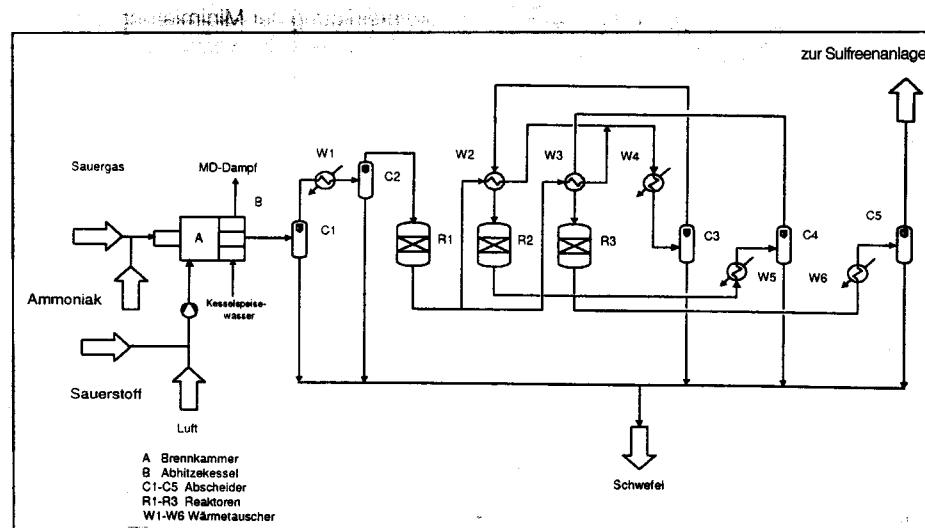 Minimierung
zur Sulfreenanlage
Sauergas
MD-Dampf
B
W1
C2
W2
W3
W4
C5
A
C1
R1
R2
R3
C3
C4
W5
W6
Ammoniak
Kesselspeise-
wasser
Sauerstoff
Luft
Schwefel
A Brennkammer
B Abhitzekessel
C1-C5 Abscheider
R1-R3 Reaktoren
W1-W6 Wärmetauscher